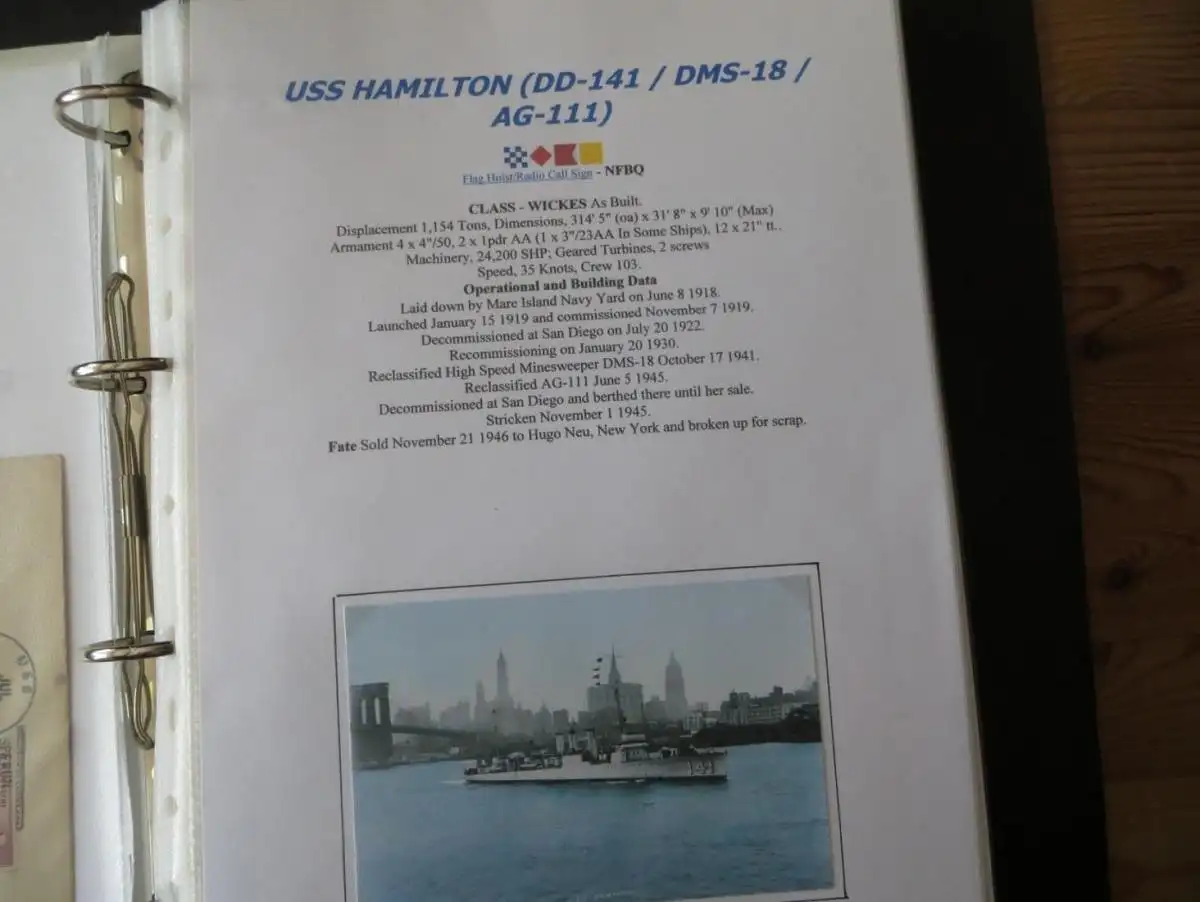 USS HAMILTON (DD-141 / DMS-18 /
AG-111)
Flag Hoist/Radio Call Sign - NFBQ
CLASS - WICKES As Built.
Displacement 1,154 Tons, Dimensions, 314' 5" (oa) x 31' 8" x 9' 10" (Max)
Armament 4 x 4"/50, 2 x 1pdr AA (1 x 3"/23AA In Some Ships), 12 x 21" tt..
Machinery, 24,200 SHP; Geared Turbines, 2 screws
Speed, 35 Knots, Crew 103.
Operational and Building Data
Laid down by Mare Island Navy Yard on June 8 1918.
Launched January 15 1919 and commissioned November 7 1919.
Decommissioned at San Diego on July 20 1922.
Recommissioning on January 20 1930.
Reclassified High Speed Minesweeper DMS-18 October 17 1941.
Reclassified AG-111 June 5 1945.
Decommissioned at San Diego and berthed there until her sale.
Stricken November 1 1945.
Fate Sold November 21 1946 to Hugo Neu, New York and broken up for scrap.